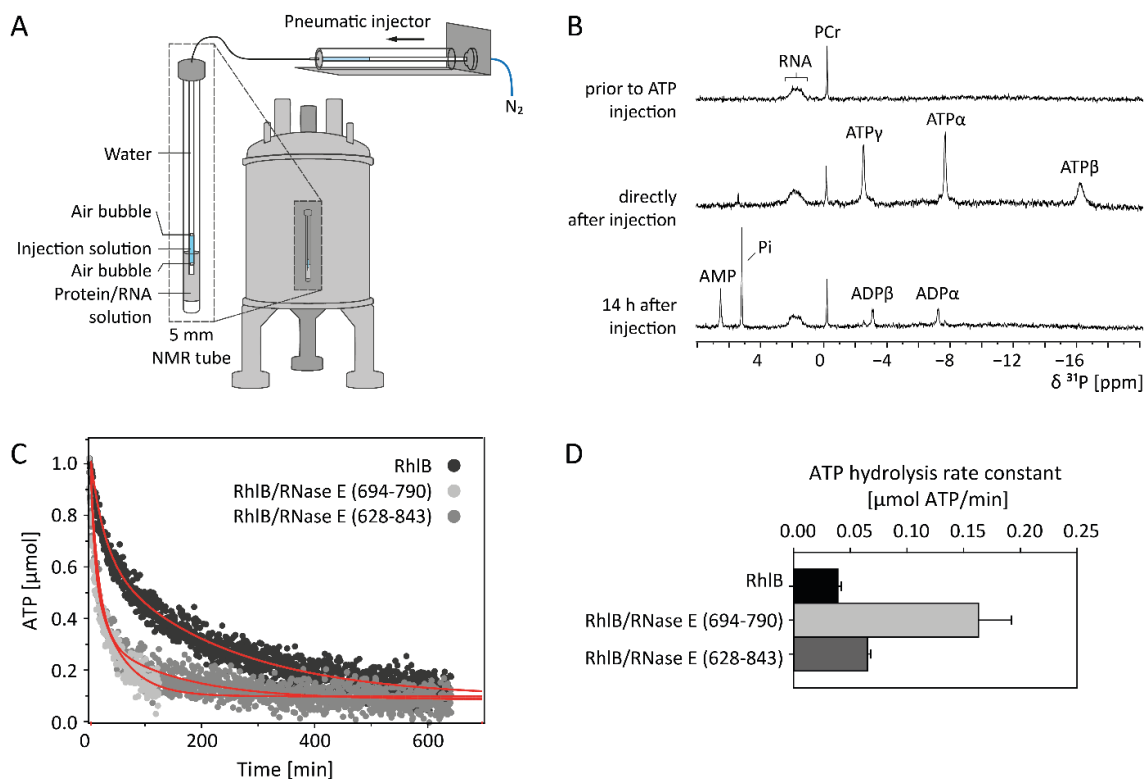 A
Pneumatic injector
N₂
Water
Air bubble
Injection solution
Air bubble
Protein/RNA
solution
5 mm
NMR tube
B
PCr
RNA
prior to ATP
injection
ATPγ
ATPα
ATPβ
directly
after injection
AMP
Pi
ADPβ
ADPα
14 h after
injection
4 0 −4 −8 −12 −16
δ ³¹P [ppm]
C
RhlB
RhlB/RNase E (694-790)
RhlB/RNase E (628-843)
1.0
0.8
0.6
0.4
0.2
0.0
ATP [µmol]
0 200 400 600
Time [min]
D
ATP hydrolysis rate constant
[µmol ATP/min]
0.00 0.05 0.10 0.15 0.20 0.25
RhlB
RhlB/RNase E (694-790)
RhlB/RNase E (628-843)